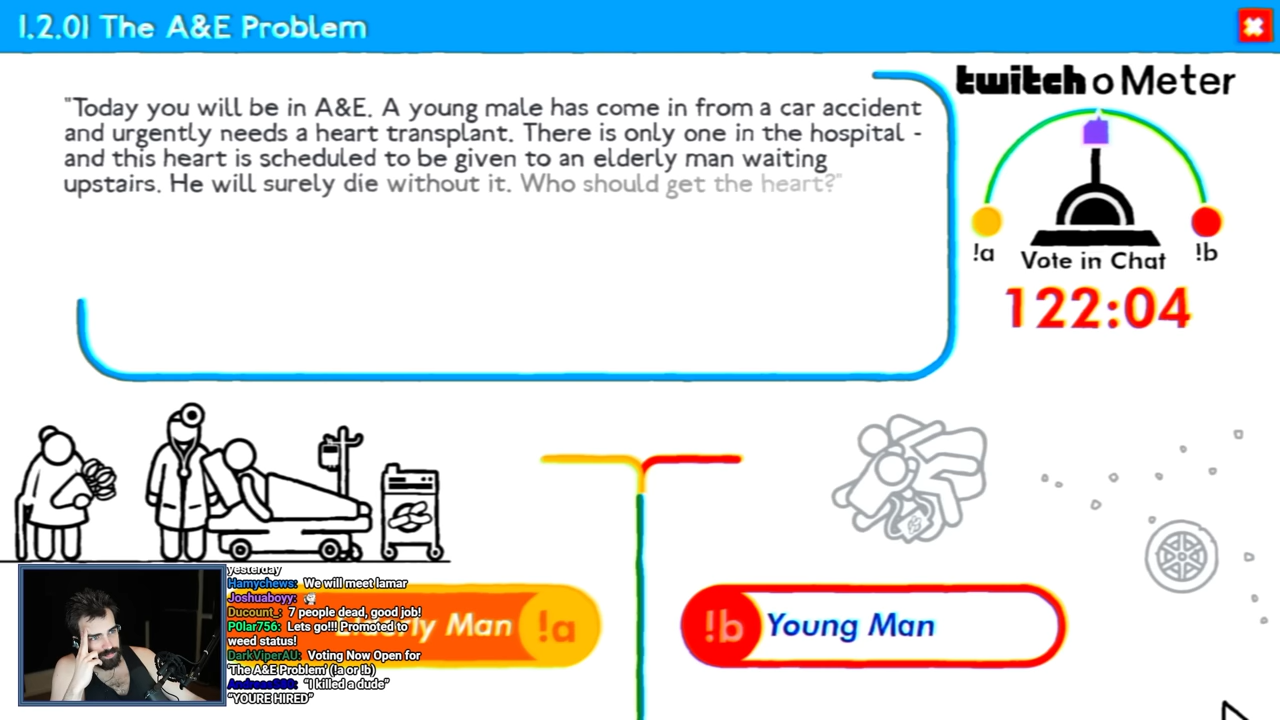 1.2.01 The A&E Problem
"Today you will be in A&E. A young male has come in from a car accident
and urgently needs a heart transplant. There is only one in the hospital -
and this heart is scheduled to be given to an elderly man waiting
upstairs. He will surely die without it. Who should get the heart?"
twitch o Meter
!a
Vote in Chat
!b
122:04
yesterday
Hamychews: We will meet lamar
Joshuaboyy:
Ducount_: 7 people dead, good job!
P0lar756: Lets go!!! Promoted to
weed status!
DarkViperAU: Voting Now Open for
'The A&E Problem' (!a or !b)
"I killed a dude"
"YOURE HIRED"
Elderly Man !a
!b Young Man